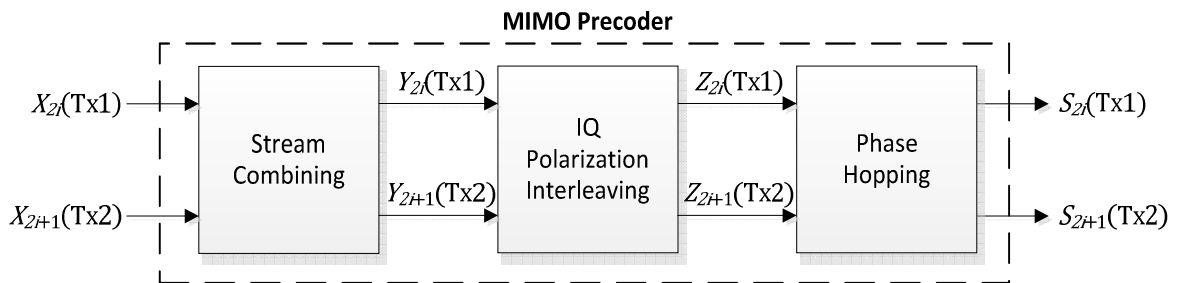 MIMO Precoder
X2i(Tx1)
Stream
Combining
Y2i(Tx1)
IQ
Polarization
Interleaving
Z2i(Tx1)
Phase
Hopping
S2i(Tx1)
X2i+1(Tx2)
Y2i+1(Tx2)
Z2i+1(Tx2)
S2i+1(Tx2)